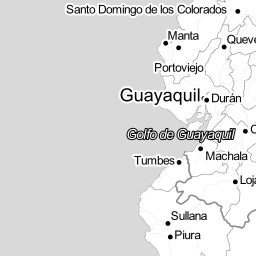 Santo Domingo de los Colorados
Manta
Queve
Portoviejo
Guayaquil
Durán
Golfo de Guayaquil
Machala
Tumbes
Loja
Sullana
Piura